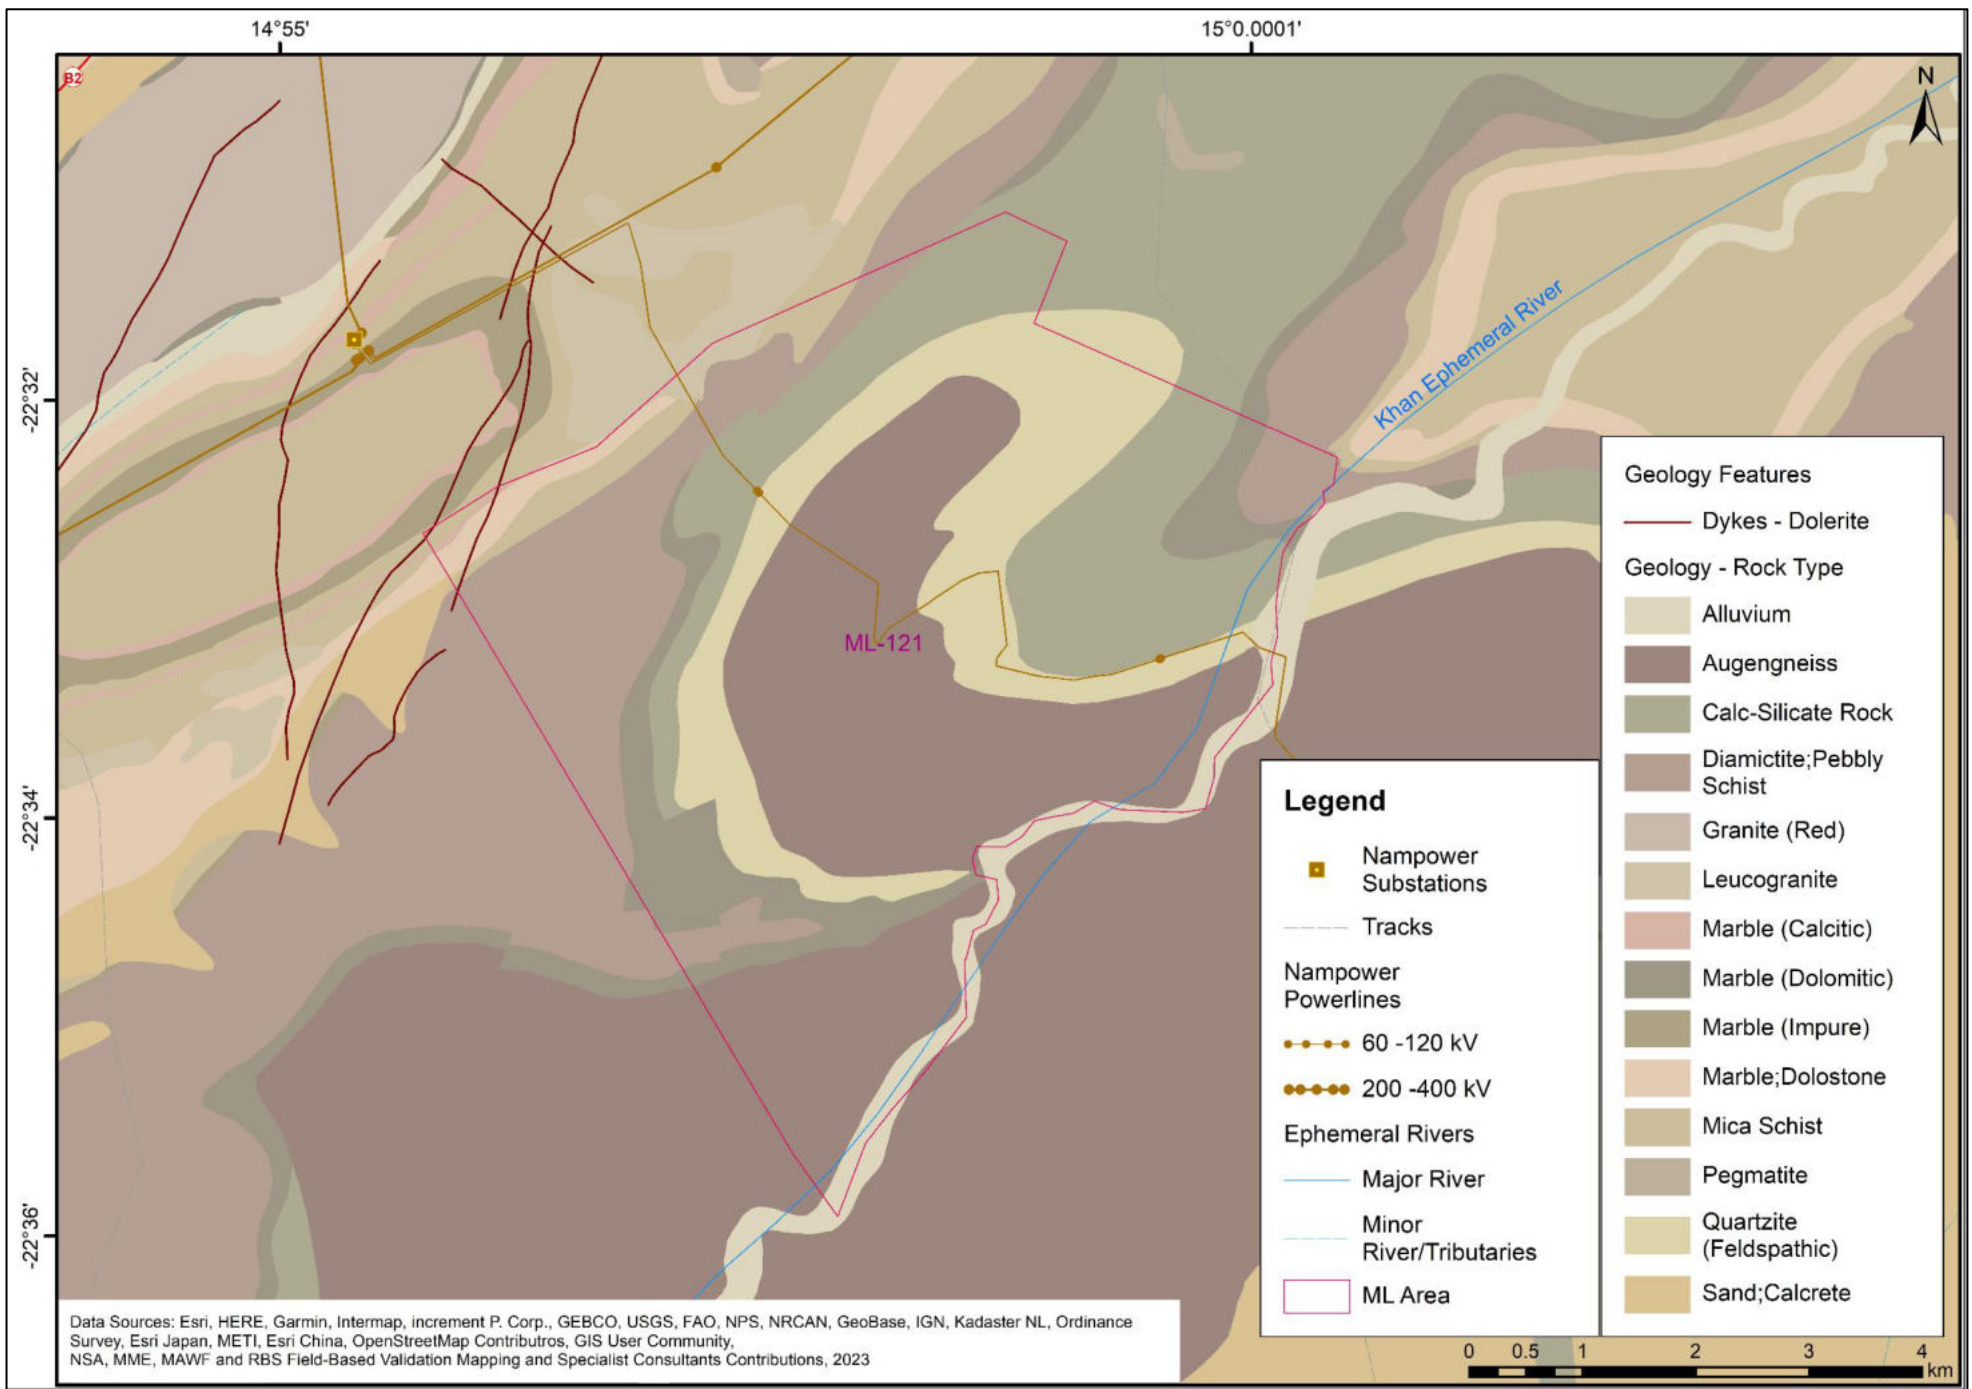 14°55'
15°0.0001'
B2
N
-22°32'
-22°34'
-22°36'
Khan Ephemeral River
ML-121
Legend
Nampower
Substations
Tracks
Nampower
Powerlines
60 -120 kV
200 -400 kV
Ephemeral Rivers
Major River
Minor
River/Tributaries
ML Area
Geology Features
Dykes - Dolerite
Geology - Rock Type
Alluvium
Augengneiss
Calc-Silicate Rock
Diamictite;Pebbly
Schist
Granite (Red)
Leucogranite
Marble (Calcitic)
Marble (Dolomitic)
Marble (Impure)
Marble;Dolostone
Mica Schist
Pegmatite
Quartzite
(Feldspathic)
Sand;Calcrete
0 0.5 1 2 3 4
km
Data Sources: Esri, HERE, Garmin, Intermap, increment P. Corp., GEBCO, USGS, FAO, NPS, NRCAN, GeoBase, IGN, Kadaster NL, Ordinance
Survey, Esri Japan, METI, Esri China, OpenStreetMap Contributros, GIS User Community,
NSA, MME, MAWF and RBS Field-Based Validation Mapping and Specialist Consultants Contributions, 2023